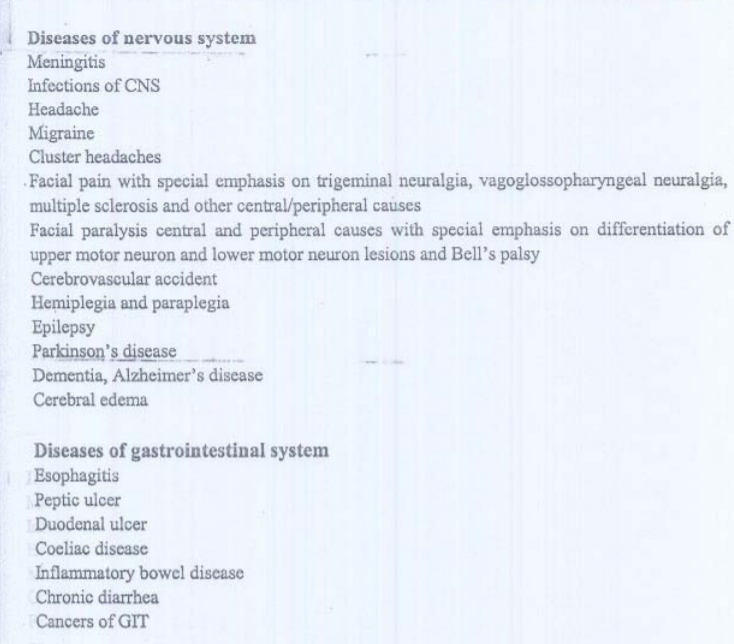 Diseases of nervous system
Meningitis
Infections of CNS
Headache
Migraine
Cluster headaches
Facial pain with special emphasis on trigeminal neuralgia, vagoglossopharyngeal neuralgia,
multiple sclerosis and other central/peripheral causes
Facial paralysis central and peripheral causes with special emphasis on differentiation of
upper motor neuron and lower motor neuron lesions and Bell's palsy
Cerebrovascular accident
Hemiplegia and paraplegia
Epilepsy
Parkinson's disease
Dementia, Alzheimer's disease
Cerebral edema
Diseases of gastrointestinal system
Esophagitis
Peptic ulcer
Duodenal ulcer
Coeliac disease
Inflammatory bowel disease
Chronic diarrhea
Cancers of GIT